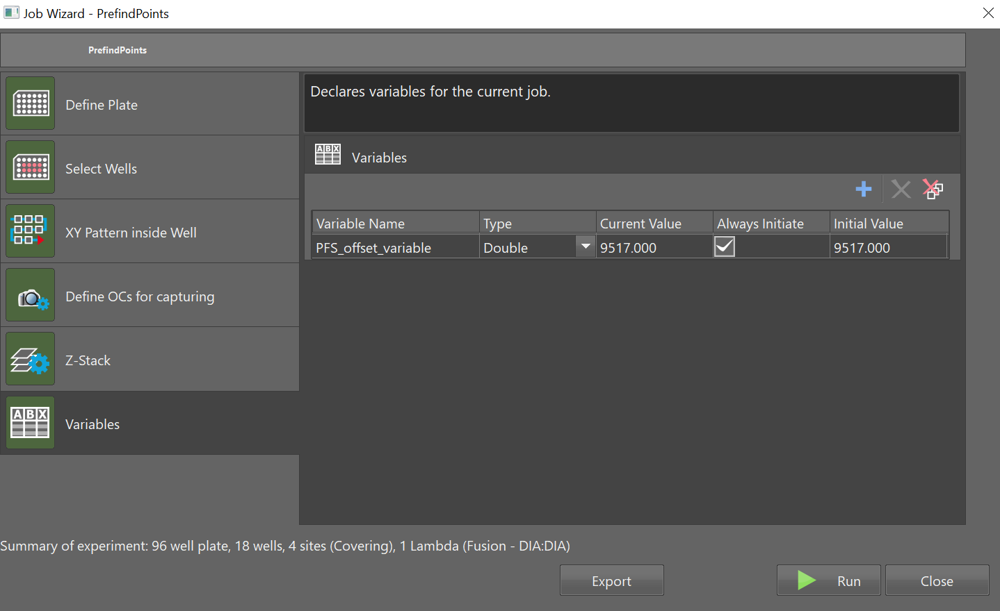 Job Wizard - PrefindPoints
PrefindPoints
Define Plate
Select Wells
XY Pattern inside Well
Define OCs for capturing
Z-Stack
ABX
Variables
Declares variables for the current job.
ABX
Variables
Variable Name Type Current Value Always Initiate Initial Value
PFS_offset_variable Double 9517.000 9517.000
Summary of experiment: 96 well plate, 18 wells, 4 sites (Covering), 1 Lambda (Fusion - DIA:DIA)
Export Run Close